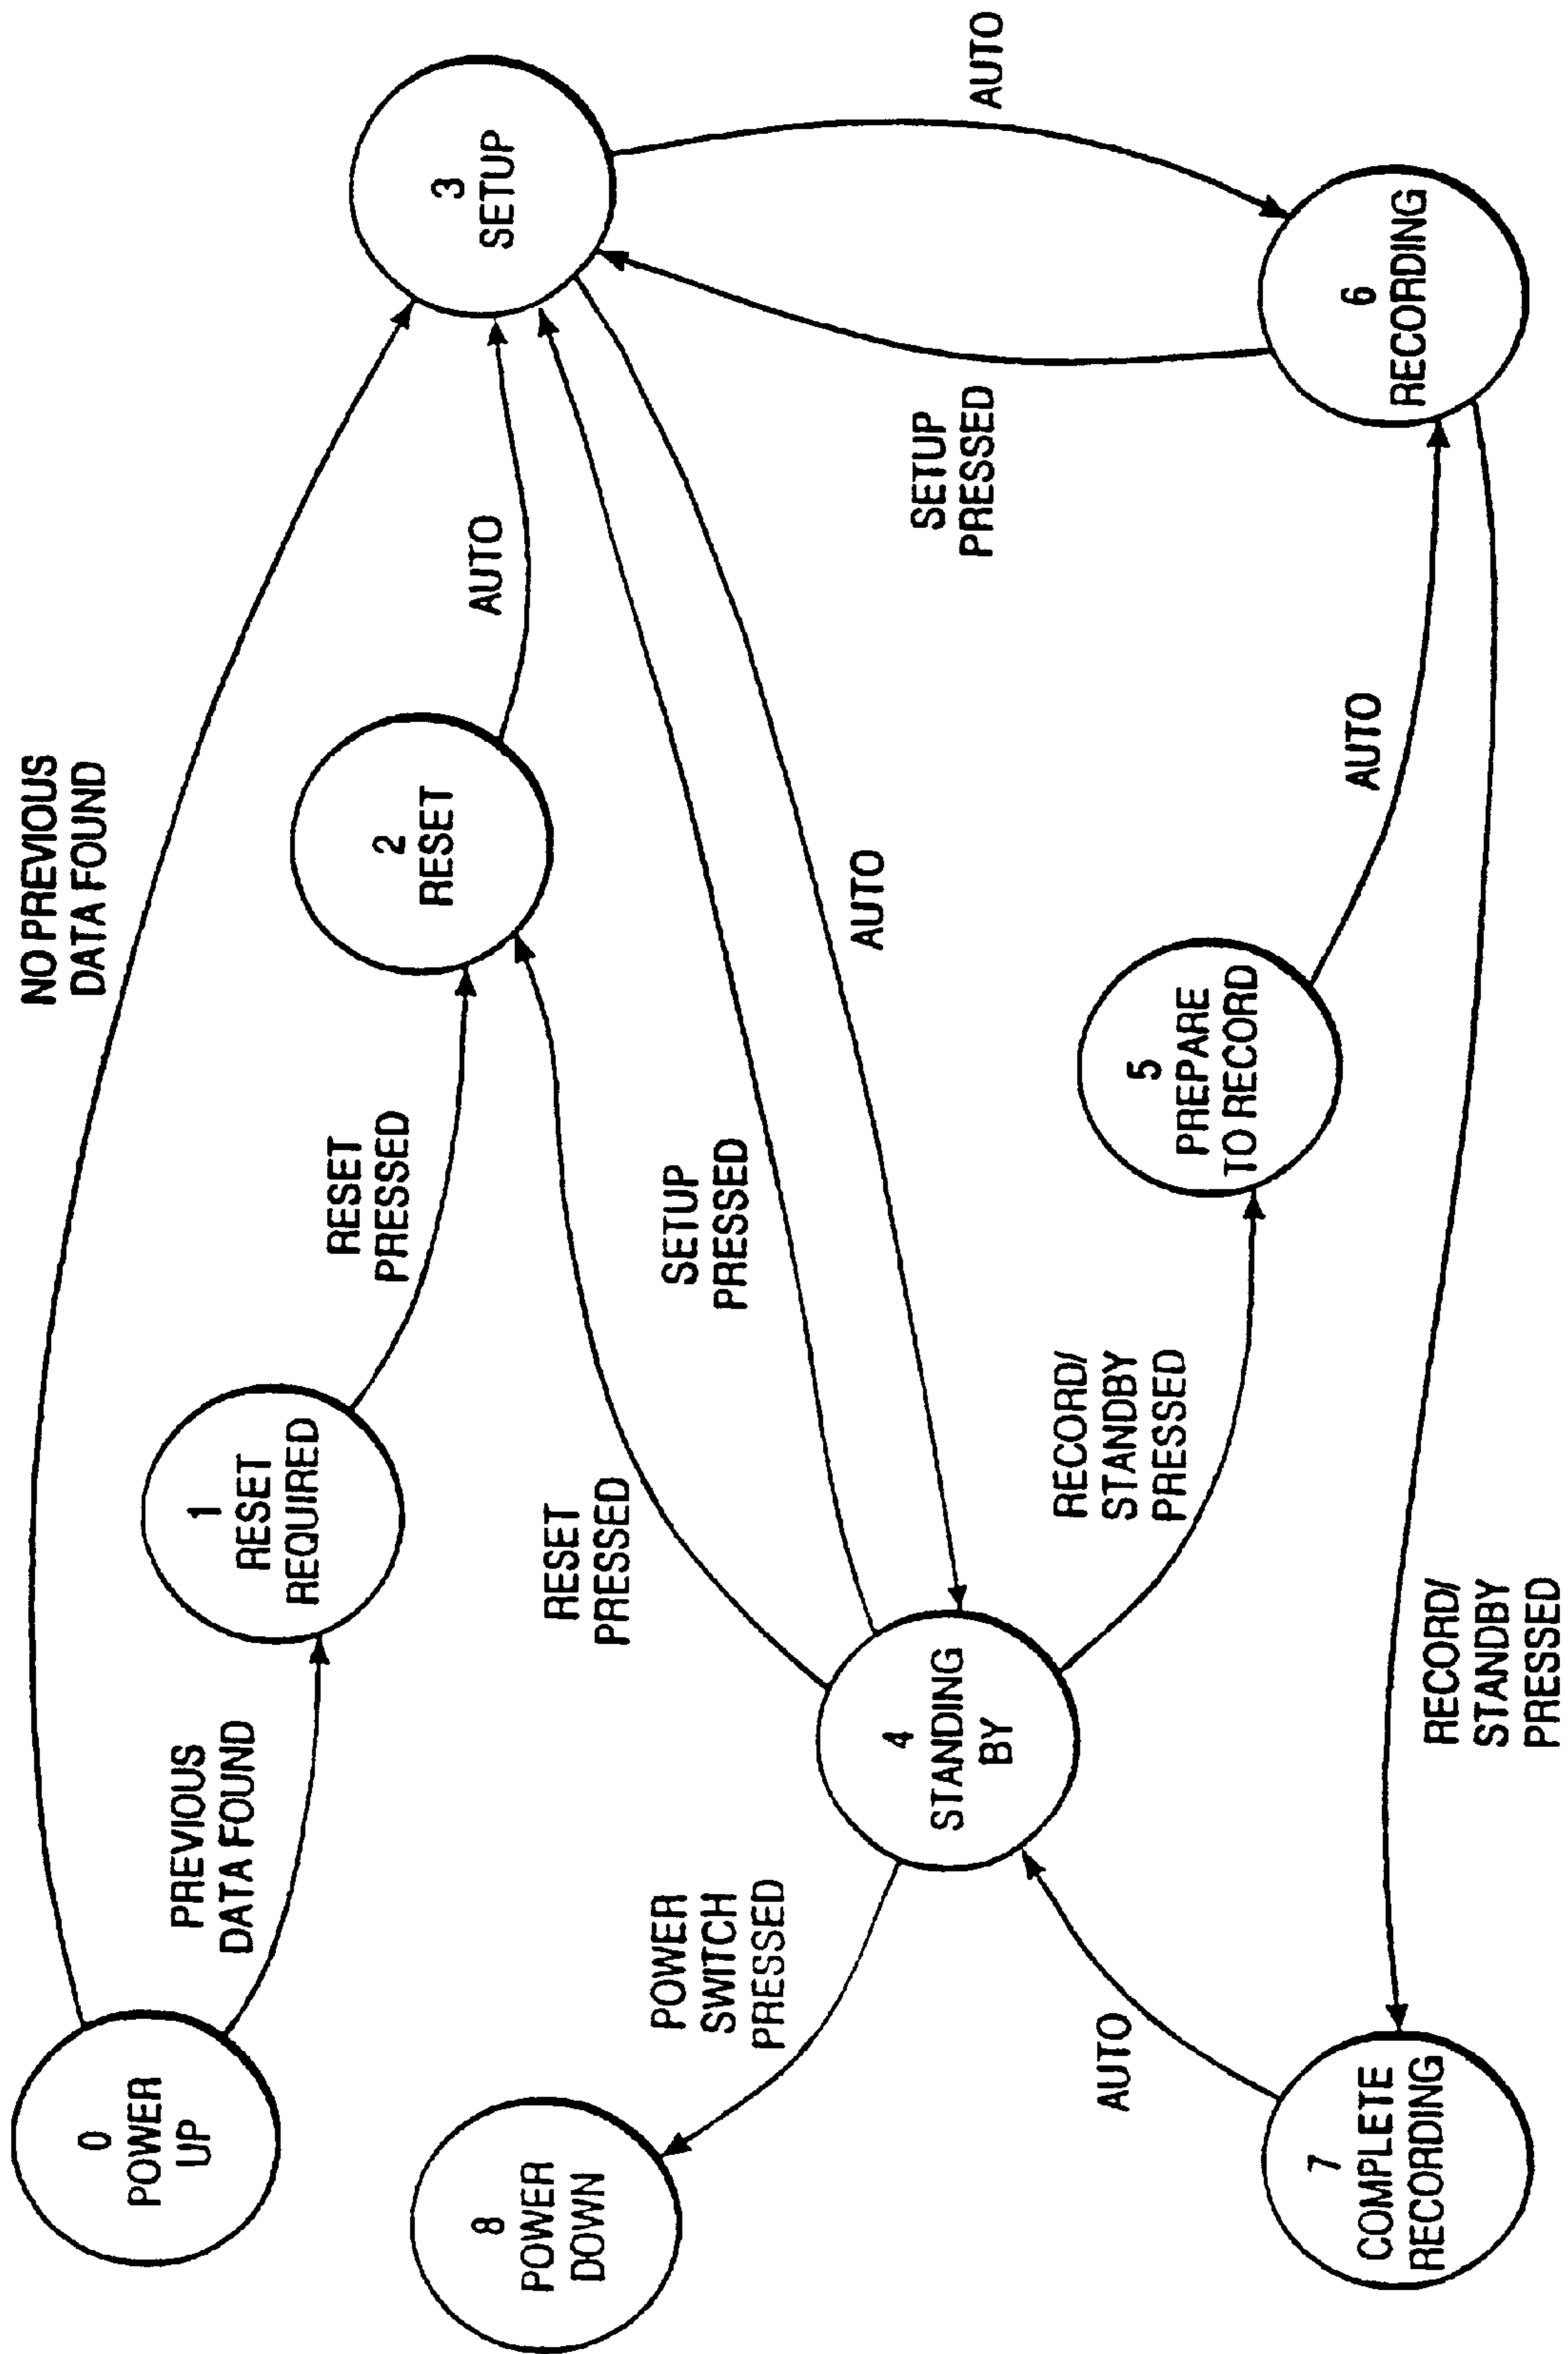 0
POWER
UP
NO PREVIOUS
DATA FOUND
PREVIOUS
DATA FOUND
1
RESET
REQUIRED
RESET
PRESSED
2
RESET
AUTO
3
SETUP
8
POWER
DOWN
POWER
SWITCH
PRESSED
RESET
PRESSED
SETUP
PRESSED
AUTO
4
STANDING
BY
RECORD/
STANDBY
PRESSED
5
PREPARE
TO RECORD
AUTO
SETUP
PRESSED
AUTO
6
RECORDING
7
COMPLETE
RECORDING
AUTO
RECORD/
STANDBY
PRESSED